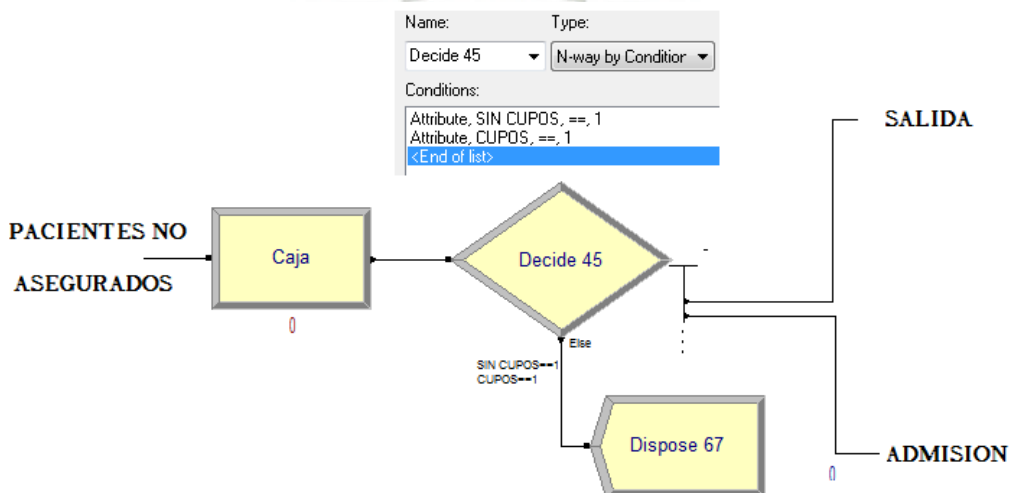 Name:
Type:
Decide 45
N-way by Condition
Conditions:
Attribute, SIN CUPOS, ==, 1
Attribute, CUPOS, ==, 1
<End of list>
SALIDA
PACIENTES NO
ASEGURADOS
Caja
0
Decide 45
Else
SIN CUPOS==1
CUPOS==1
Dispose 67
ADMISION
0